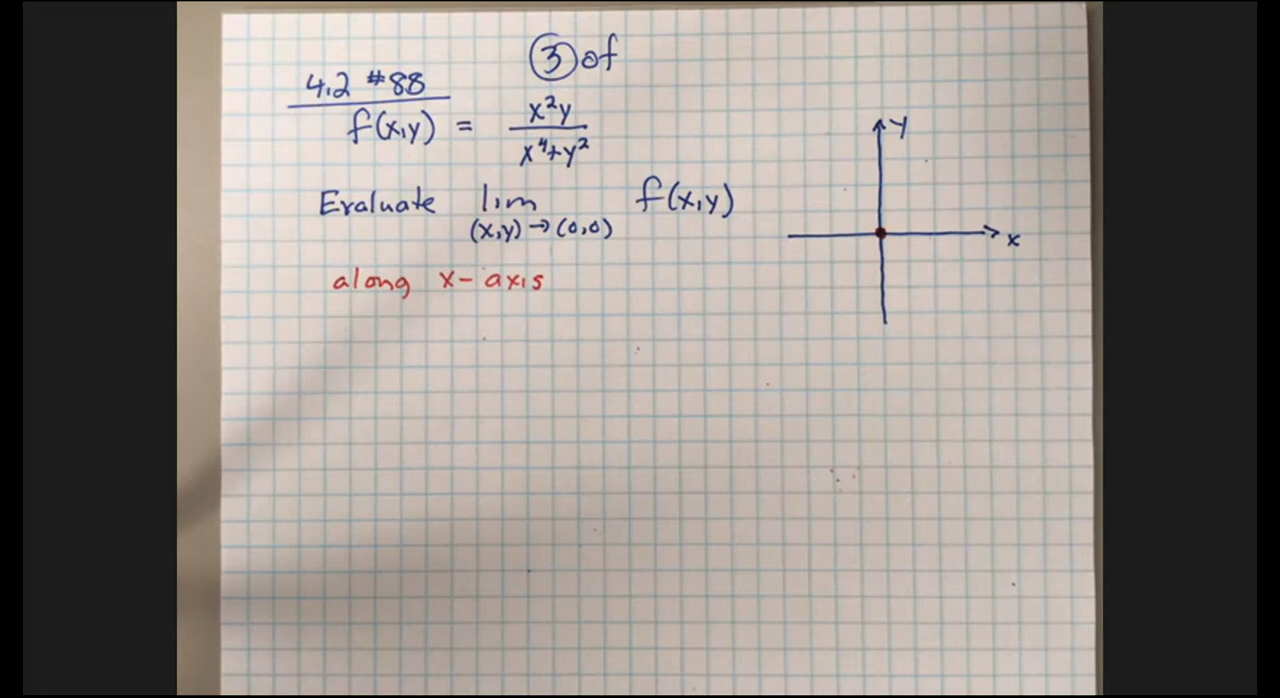 ③ of
4.2 #88
f(x,y) = x²y / x⁴+y²
Evaluate lim (x,y)→(0,0) f(x,y)
along x-axis
y
x